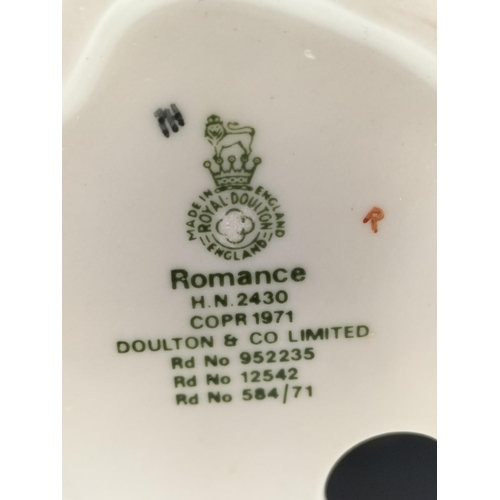 MADE IN ENGLAND
ROYAL·DOULTON
ENGLAND
Romance
H.N.2430
COPR 1971
DOULTON & CO LIMITED
Rd No 952235
Rd No 12542
Rd No 584/71
R